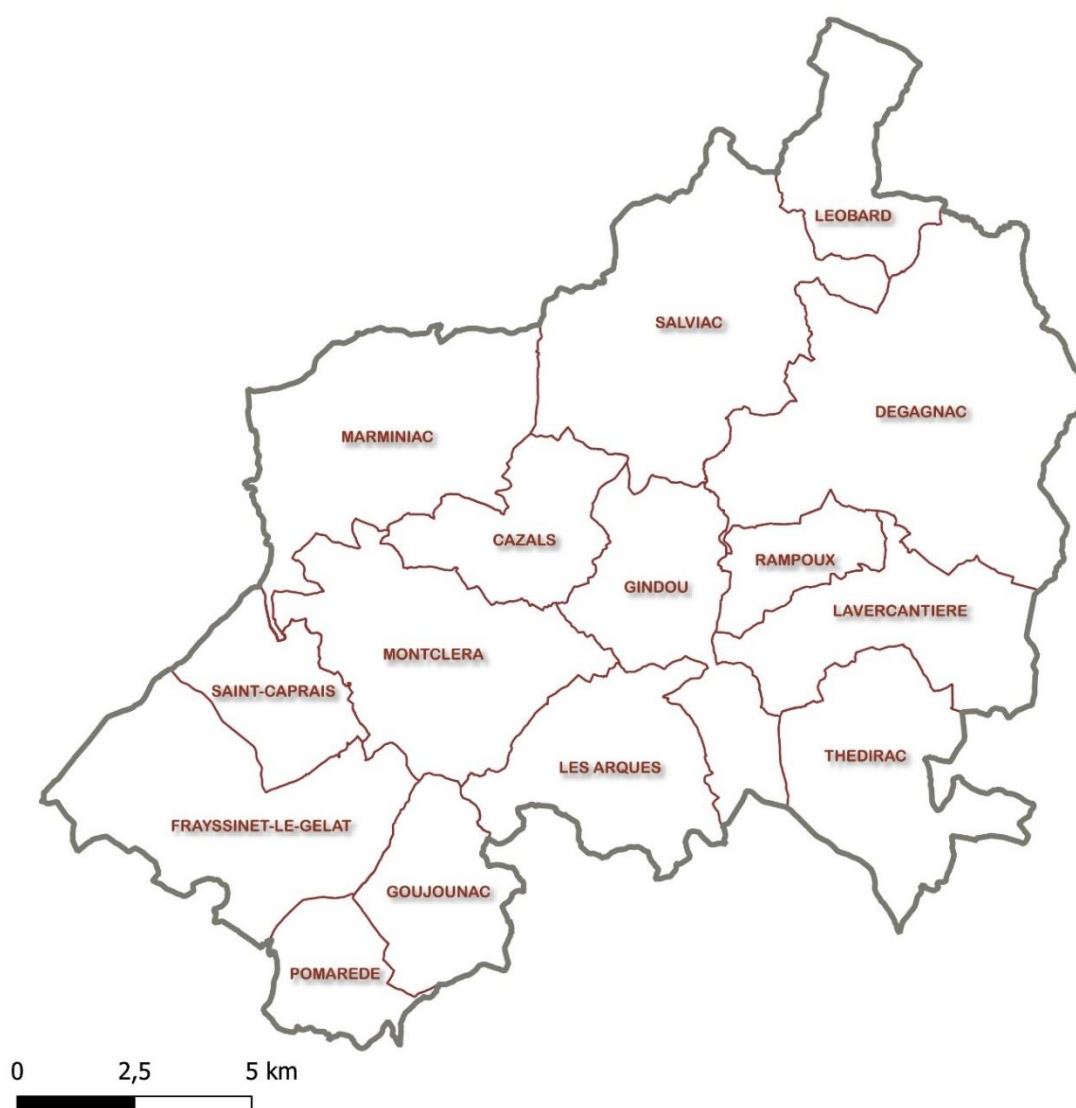 LEOBARD
SALVIAC
DEGAGNAC
MARMINIAC
CAZALS
RAMPOUX
GINDOU
LAVERCANTIERE
MONTCLERA
SAINT-CAPRAIS
THEDIRAC
LES ARQUES
FRAYSSINET-LE-GELAT
GOUJOUNAC
POMAREDE
0 2,5 5 km